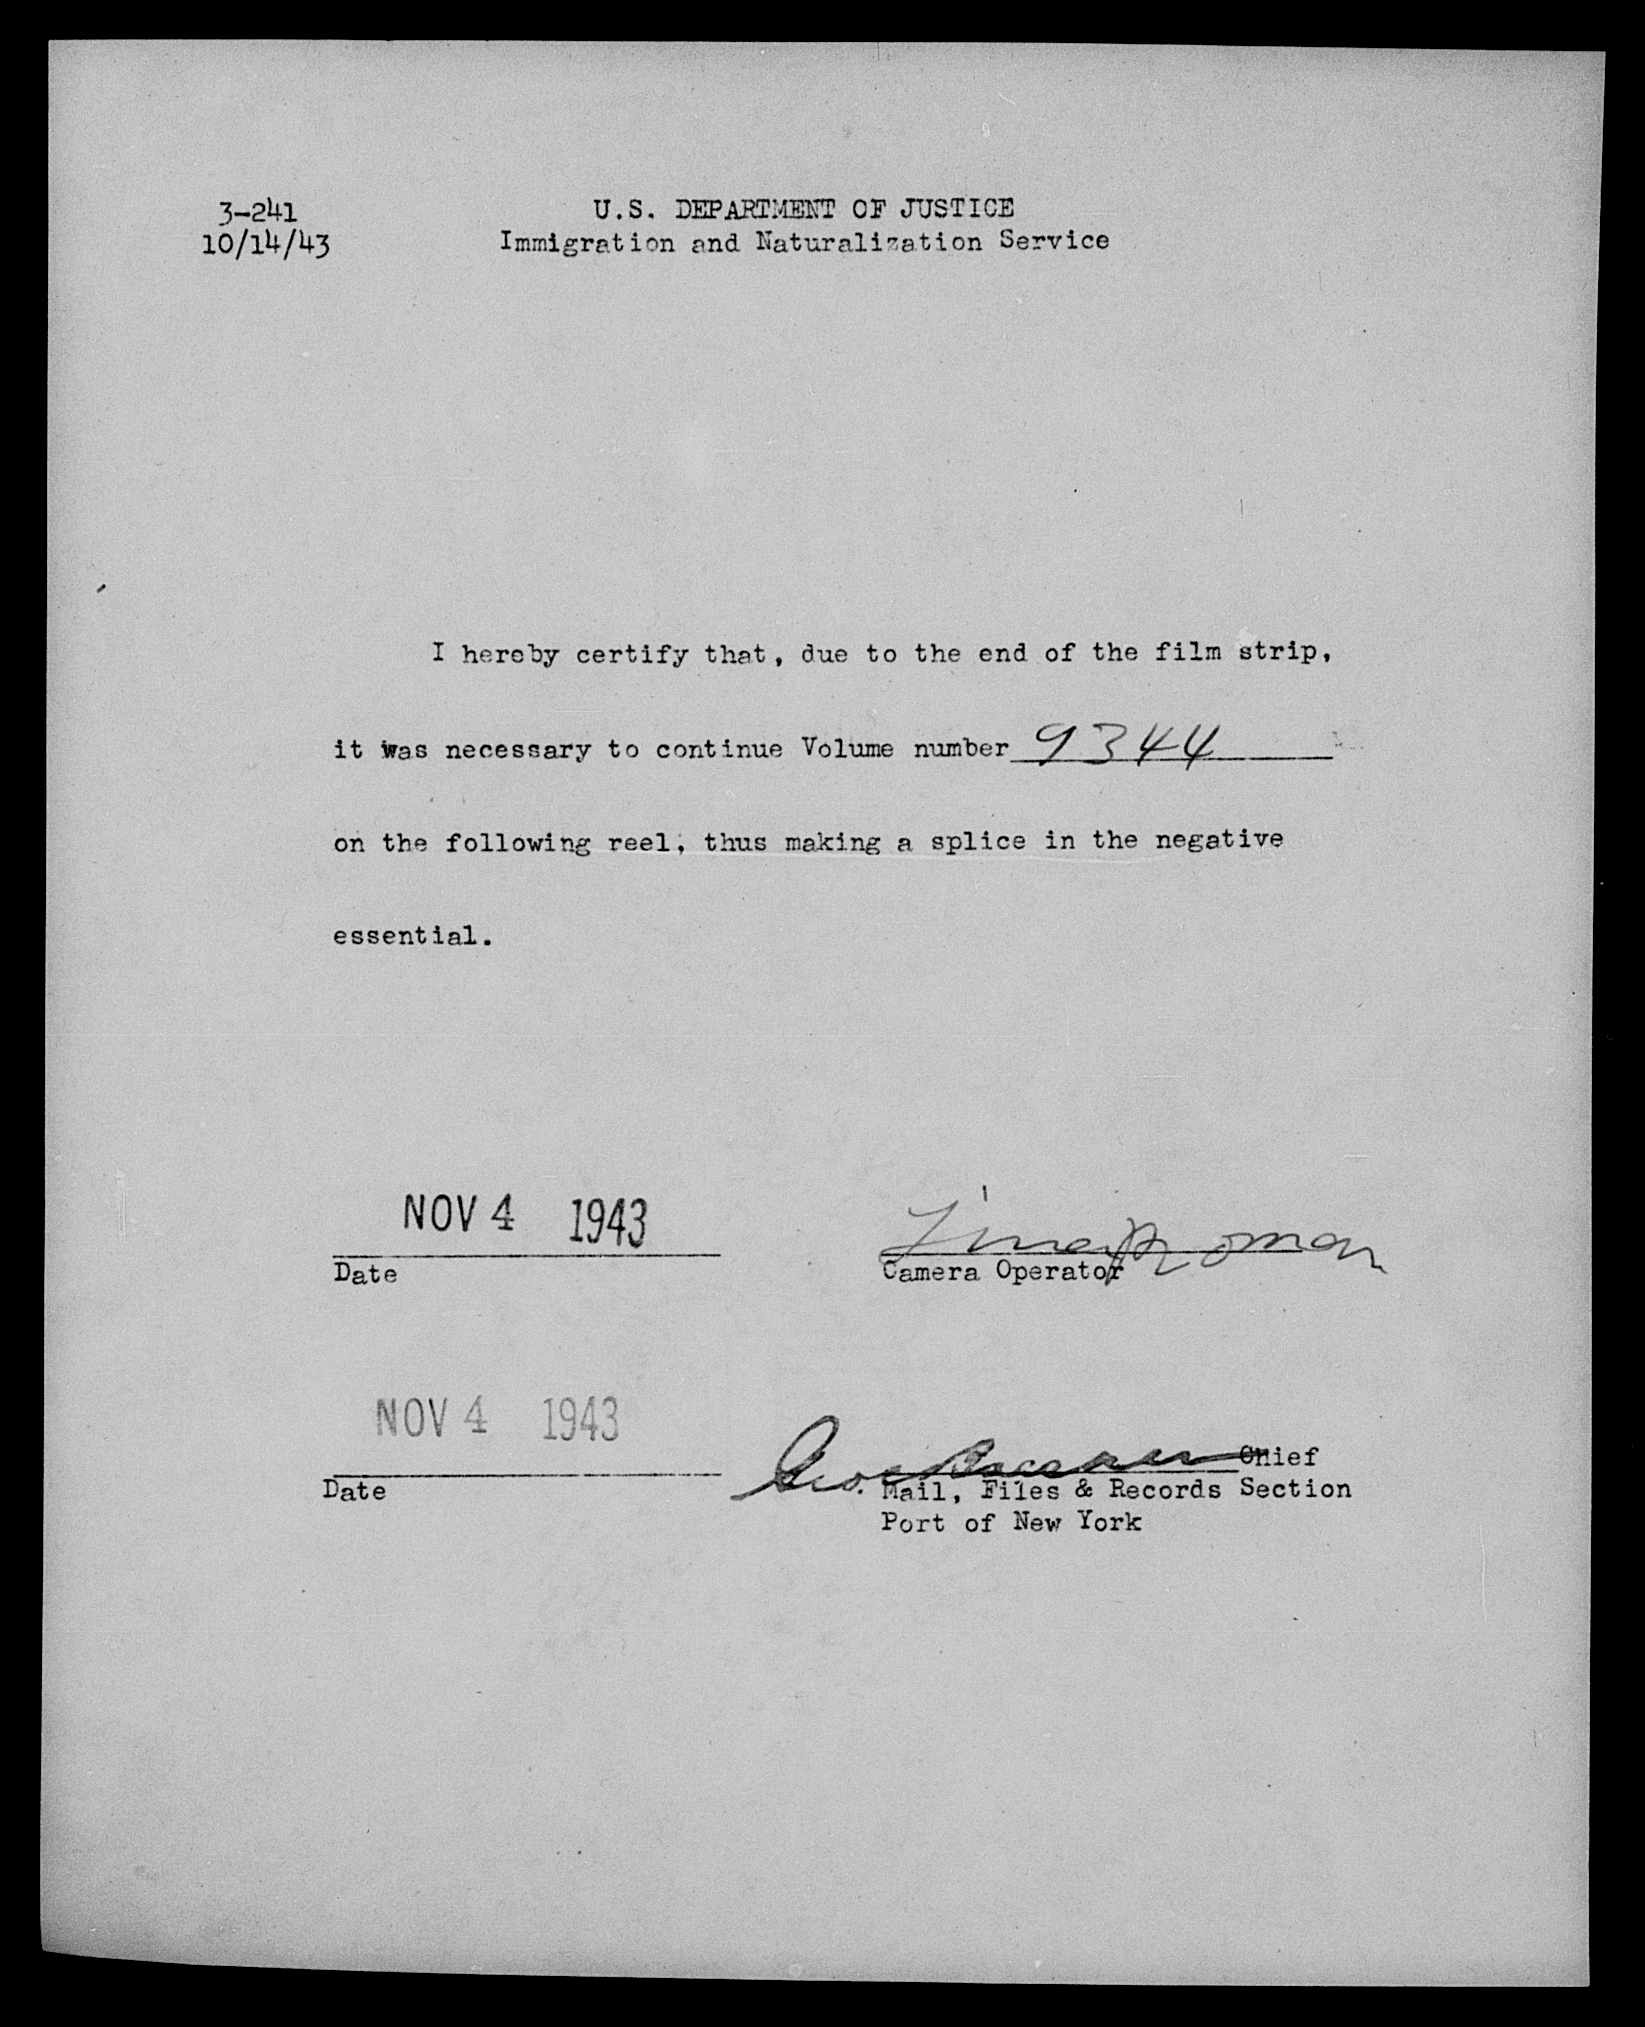 3-241
10/14/43
U.S. DEPARTMENT OF JUSTICE
Immigration and Naturalization Service
I hereby certify that, due to the end of the film strip,
it was necessary to continue Volume number 9344
on the following reel, thus making a splice in the negative
essential.
NOV 4 1943
Date
Roman
Camera Operator
NOV 4 1943
Date
Geo. Chief
Mail, Files & Records Section
Port of New York